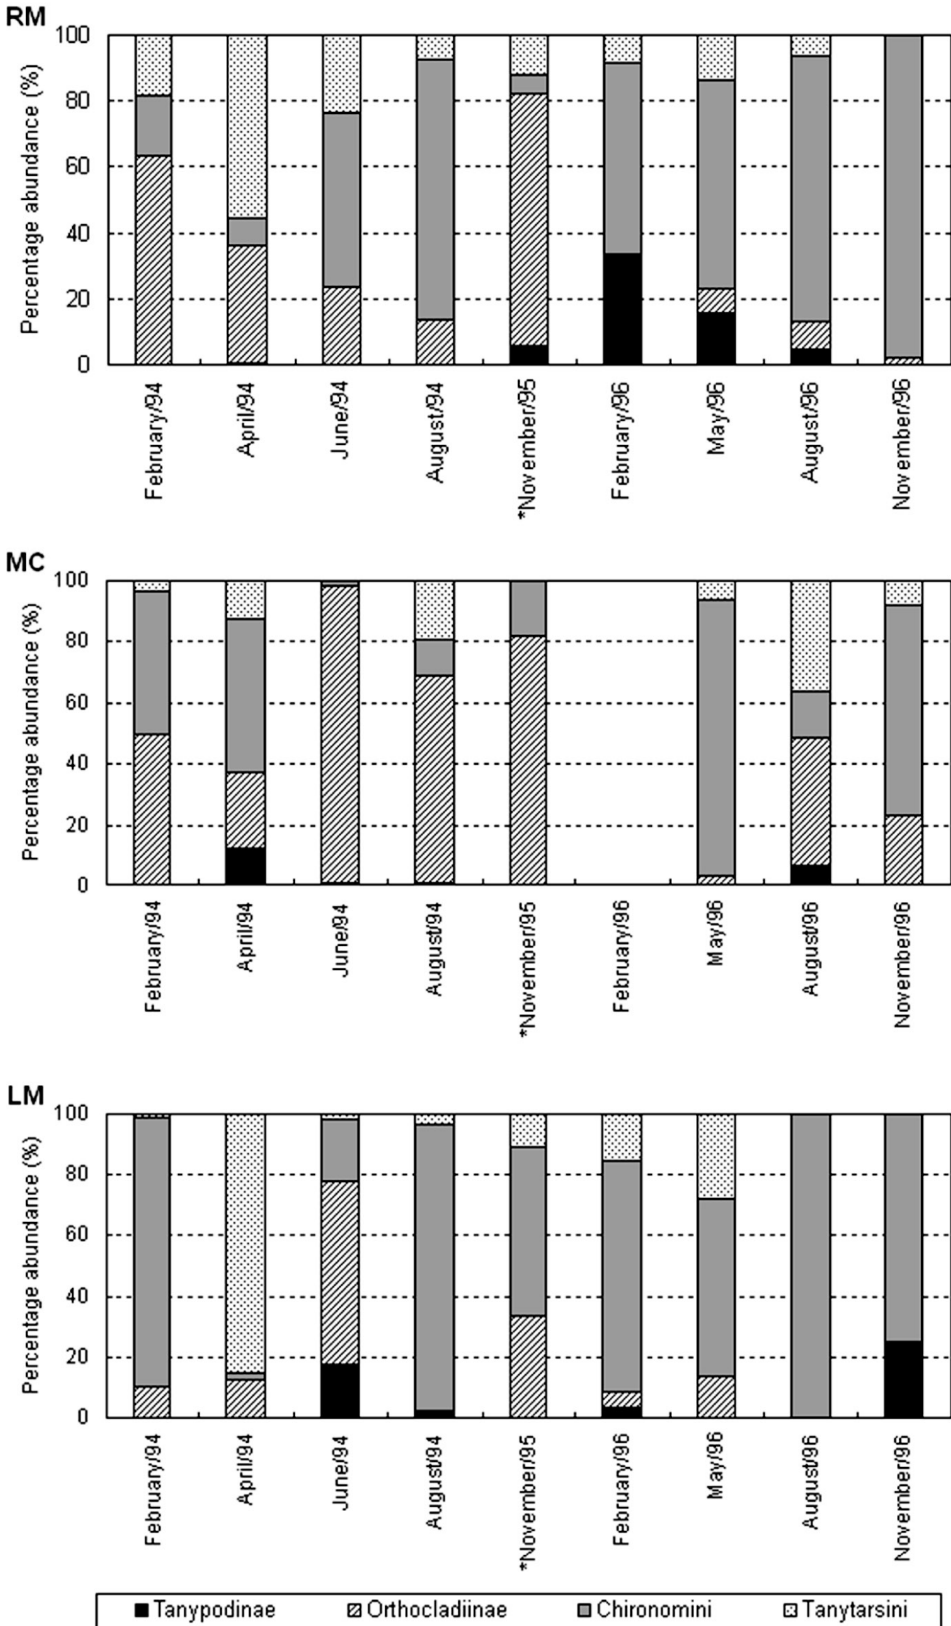 RM
Percentage abundance (%)
100
80
60
40
20
0
February/94
April/94
June/94
August/94
*November/95
February/96
May/96
August/96
November/96
MC
Percentage abundance (%)
100
80
60
40
20
0
February/94
April/94
June/94
August/94
*November/95
February/96
May/96
August/96
November/96
LM
Percentage abundance (%)
100
80
60
40
20
0
February/94
April/94
June/94
August/94
*November/95
February/96
May/96
August/96
November/96
Tanypodinae Orthocladiinae Chironomini Tanytarsini